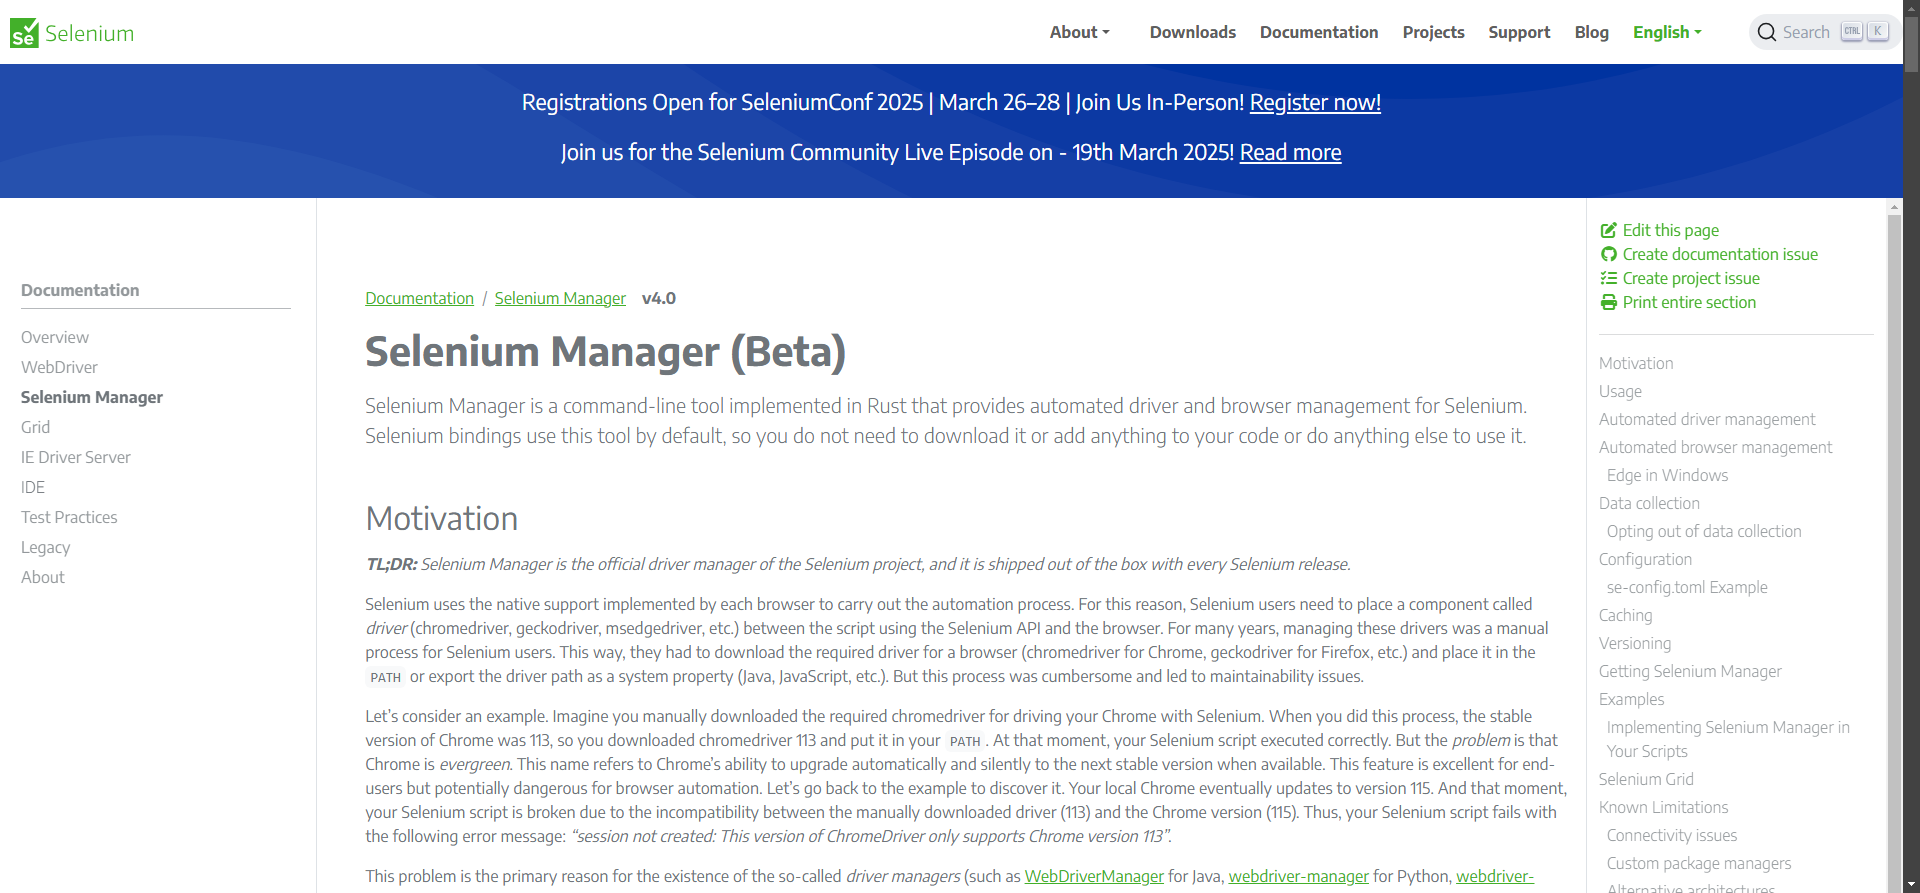 Se Selenium
About
Downloads
Documentation
Projects
Support
Blog
English
Search CTRL K
Registrations Open for SeleniumConf 2025 | March 26–28 | Join Us In-Person! Register now!
Join us for the Selenium Community Live Episode on - 19th March 2025! Read more
Documentation
Overview
WebDriver
Selenium Manager
Grid
IE Driver Server
IDE
Test Practices
Legacy
About
Documentation / Selenium Manager v4.0
Selenium Manager (Beta)
Selenium Manager is a command-line tool implemented in Rust that provides automated driver and browser management for Selenium.
Selenium bindings use this tool by default, so you do not need to download it or add anything to your code or do anything else to use it.
Motivation
TL;DR: Selenium Manager is the official driver manager of the Selenium project, and it is shipped out of the box with every Selenium release.
Selenium uses the native support implemented by each browser to carry out the automation process. For this reason, Selenium users need to place a component called
driver (chromedriver, geckodriver, msedgedriver, etc.) between the script using the Selenium API and the browser. For many years, managing these drivers was a manual
process for Selenium users. This way, they had to download the required driver for a browser (chromedriver for Chrome, geckodriver for Firefox, etc.) and place it in the
PATH or export the driver path as a system property (Java, JavaScript, etc.). But this process was cumbersome and led to maintainability issues.
Let’s consider an example. Imagine you manually downloaded the required chromedriver for driving your Chrome with Selenium. When you did this process, the stable
version of Chrome was 113, so you downloaded chromedriver 113 and put it in your PATH. At that moment, your Selenium script executed correctly. But the problem is that
Chrome is evergreen. This name refers to Chrome’s ability to upgrade automatically and silently to the next stable version when available. This feature is excellent for end-
users but potentially dangerous for browser automation. Let’s go back to the example to discover it. Your local Chrome eventually updates to version 115. And that moment,
your Selenium script is broken due to the incompatibility between the manually downloaded driver (113) and the Chrome version (115). Thus, your Selenium script fails with
the following error message: “session not created: This version of ChromeDriver only supports Chrome version 113”.
This problem is the primary reason for the existence of the so-called driver managers (such as WebDriverManager for Java, webdriver-manager for Python, webdriver-
Edit this page
Create documentation issue
Create project issue
Print entire section
Motivation
Usage
Automated driver management
Automated browser management
Edge in Windows
Data collection
Opting out of data collection
Configuration
se-config.toml Example
Caching
Versioning
Getting Selenium Manager
Examples
Implementing Selenium Manager in
Your Scripts
Selenium Grid
Known Limitations
Connectivity issues
Custom package managers
Alternative architectures